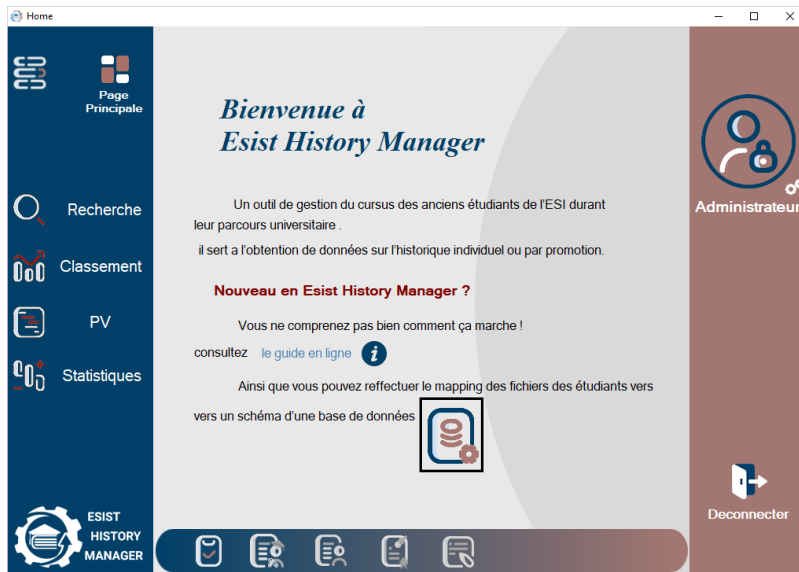 Home
Page
Principale
Recherche
Classement
PV
Statistiques
ESIST
HISTORY
MANAGER
Bienvenue à
Esist History Manager
Un outil de gestion du cursus des anciens étudiants de l'ESI durant
leur parcours universitaire .
il sert a l'obtention de données sur l'historique individuel ou par promotion.
Nouveau en Esist History Manager ?
Vous ne comprenez pas bien comment ça marche !
consultez le guide en ligne i
Ainsi que vous pouvez reffectuer le mapping des fichiers des étudiants vers
vers un schéma d'une base de données
Administrateur
Deconnecter